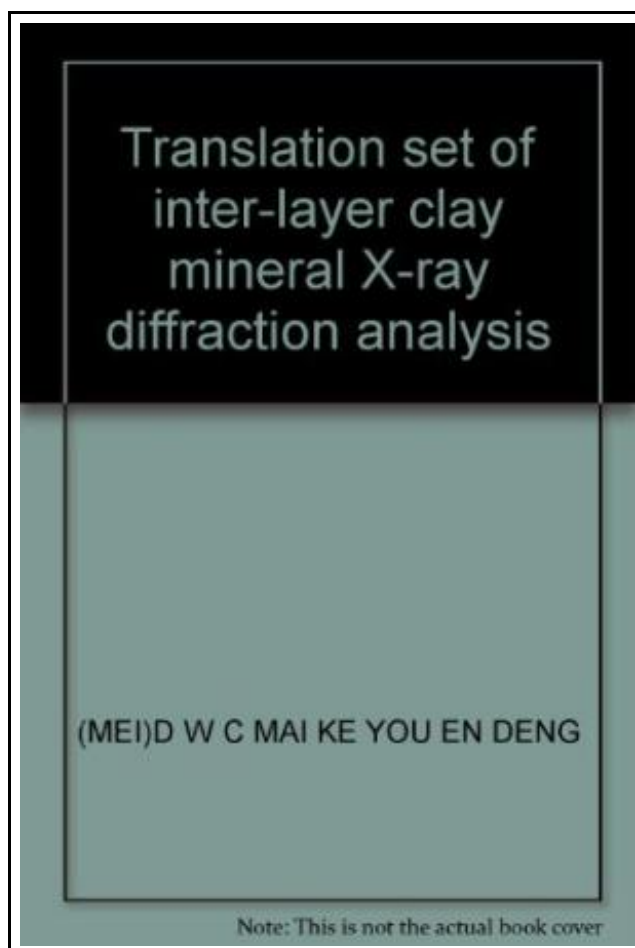 Translation set of
inter-layer clay
mineral X-ray
diffraction analysis
(MEI)D W C MAI KE YOU EN DENG
Note: This is not the actual book cover